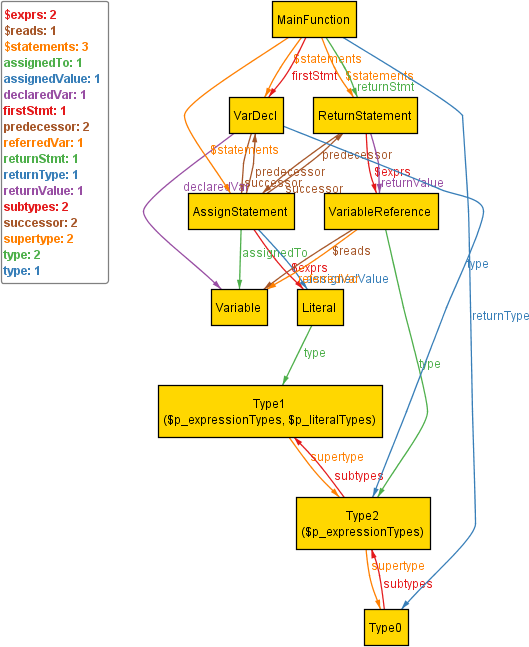 $exprs: 2
$reads: 1
$statements: 3
assignedTo: 1
assignedValue: 1
declaredVar: 1
firstStmt: 1
predecessor: 2
referredVar: 1
returnStmt: 1
returnType: 1
returnValue: 1
subtypes: 2
successor: 2
supertype: 2
type: 2
type: 1
MainFunction
$statements
firstStmt
$statements
returnStmt
VarDecl
ReturnStatement
$statements
predecessor
predecessor
$exprs
declaredVar
successor
successor
returnValue
type
AssignStatement
VariableReference
assignedTo
$reads
$exprs
assignedValue
Variable
Literal
returnType
type
type
Type1
($p_expressionTypes, $p_literalTypes)
supertype
subtypes
Type2
($p_expressionTypes)
supertype
subtypes
Type0